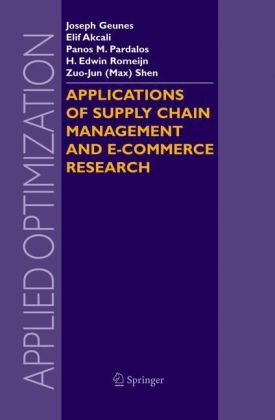 Joseph Geunes
Elif Akcali
Panos M. Pardalos
H. Edwin Romeijn
Zuo-Jun (Max) Shen
APPLICATIONS
OF SUPPLY CHAIN
MANAGEMENT
AND E-COMMERCE
RESEARCH
APPLIED OPTIMIZATION
Springer